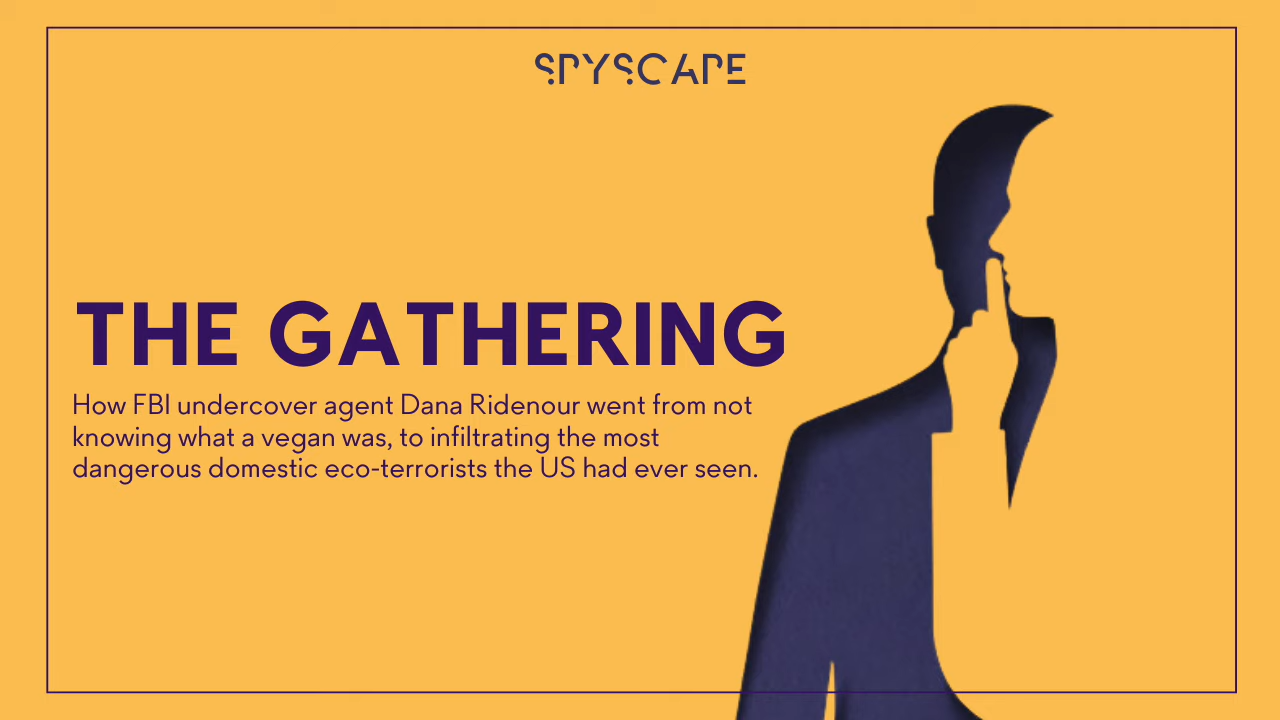 SPYSCAPE
THE GATHERING
How FBI undercover agent Dana Ridenour went from not
knowing what a vegan was, to infiltrating the most
dangerous domestic eco-terrorists the US had ever seen.